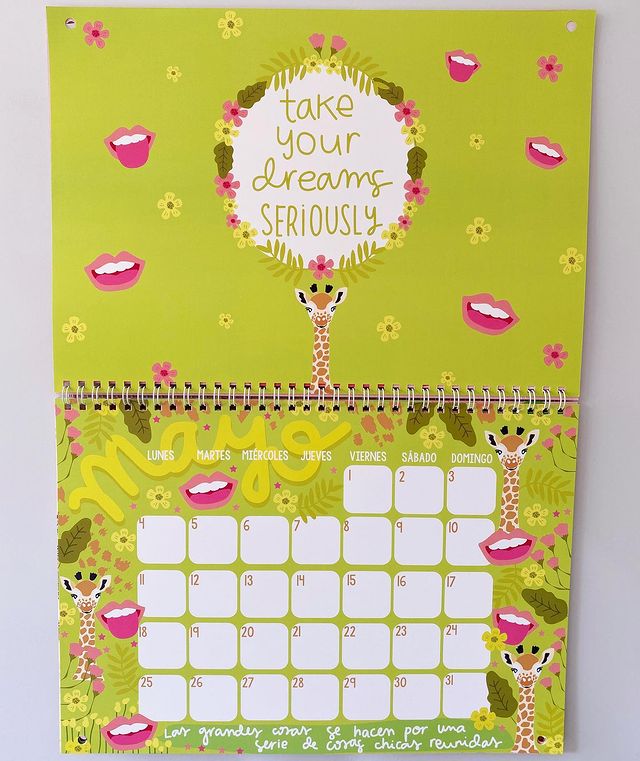 take
your
dreams
SERIOUSLY
mayo
LUNES MARTES MIÉRCOLES JUEVES VIERNES SÁBADO DOMINGO
1 2 3
4 5 6 7 8 9 10
11 12 13 14 15 16 17
18 19 20 21 22 23 24
25 26 27 28 29 30 31
Las grandes cosas se hacen por una
serie de cosas chicas reunidas